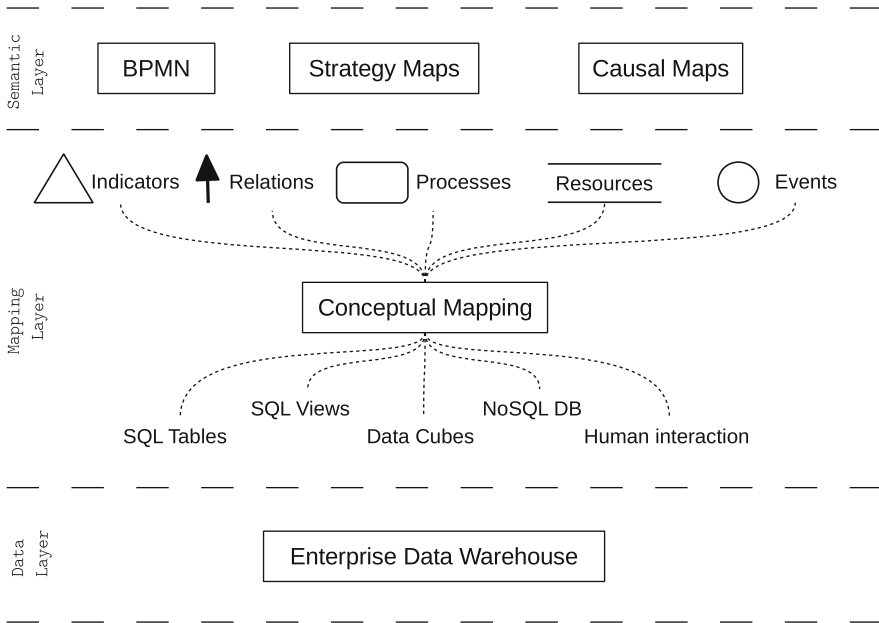 Semantic
Layer
BPMN
Strategy Maps
Causal Maps
Indicators
Relations
Processes
Resources
Events
Mapping
Layer
Conceptual Mapping
SQL Views
NoSQL DB
SQL Tables
Data Cubes
Human interaction
Data
Layer
Enterprise Data Warehouse